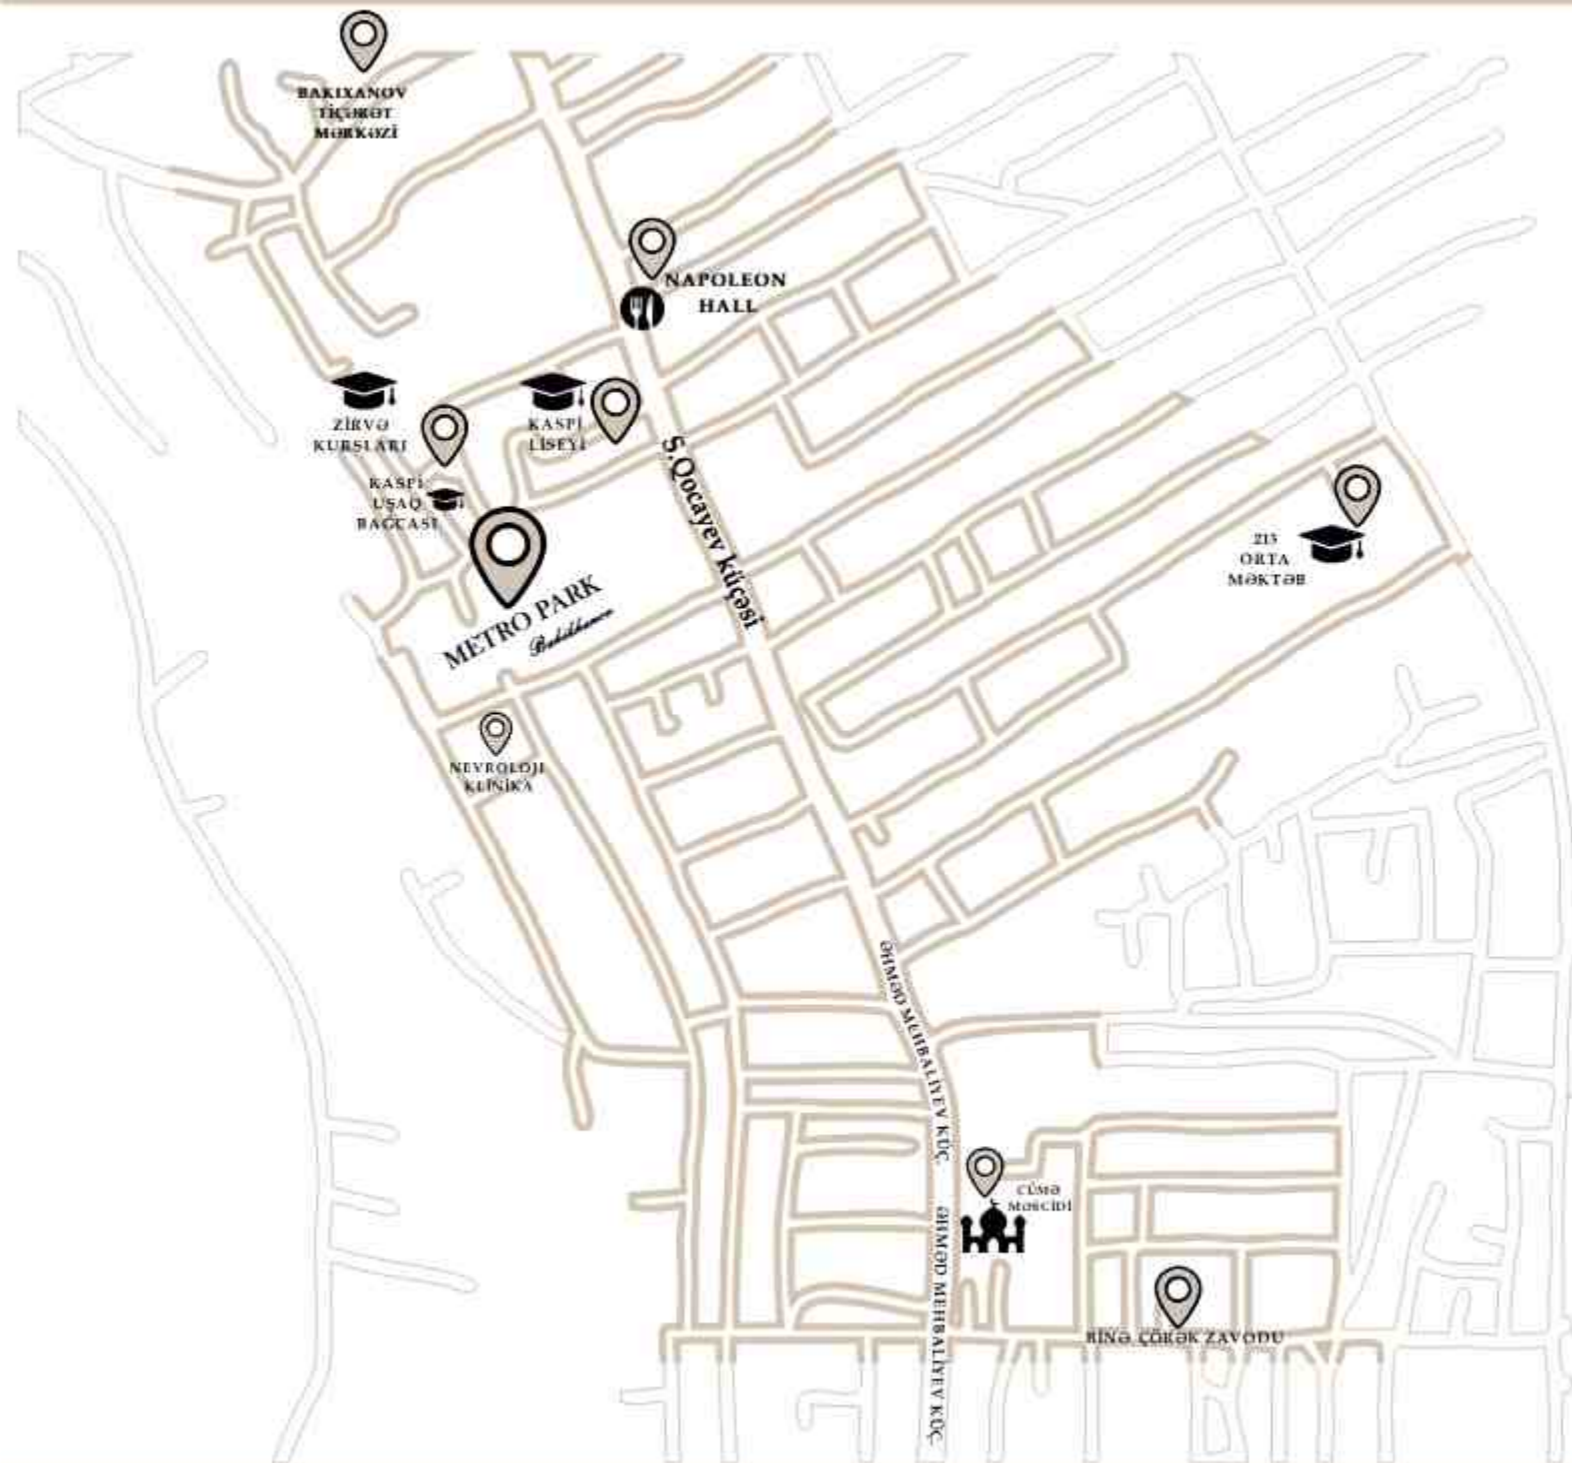 BAKIXANOV
TİCARƏT
MƏRKƏZİ
NAPOLEON
HALL
ZİRVƏ
KURSLARI
KASPİ
LİSEYİ
S.Qocayev küçəsi
KASPİ
UŞAQ
BAĞCASI
213
ORTA
MƏKTƏB
METRO PARK
Bakikhanov
NEVROLOJI
KLİNİKA
ƏHMƏD MEHBALİYEV KÜÇ.
CÜMƏ
MƏSCİDİ
ƏHMƏD MEHBALİYEV KÜÇ.
BİNƏ ÇÖRƏK ZAVODU